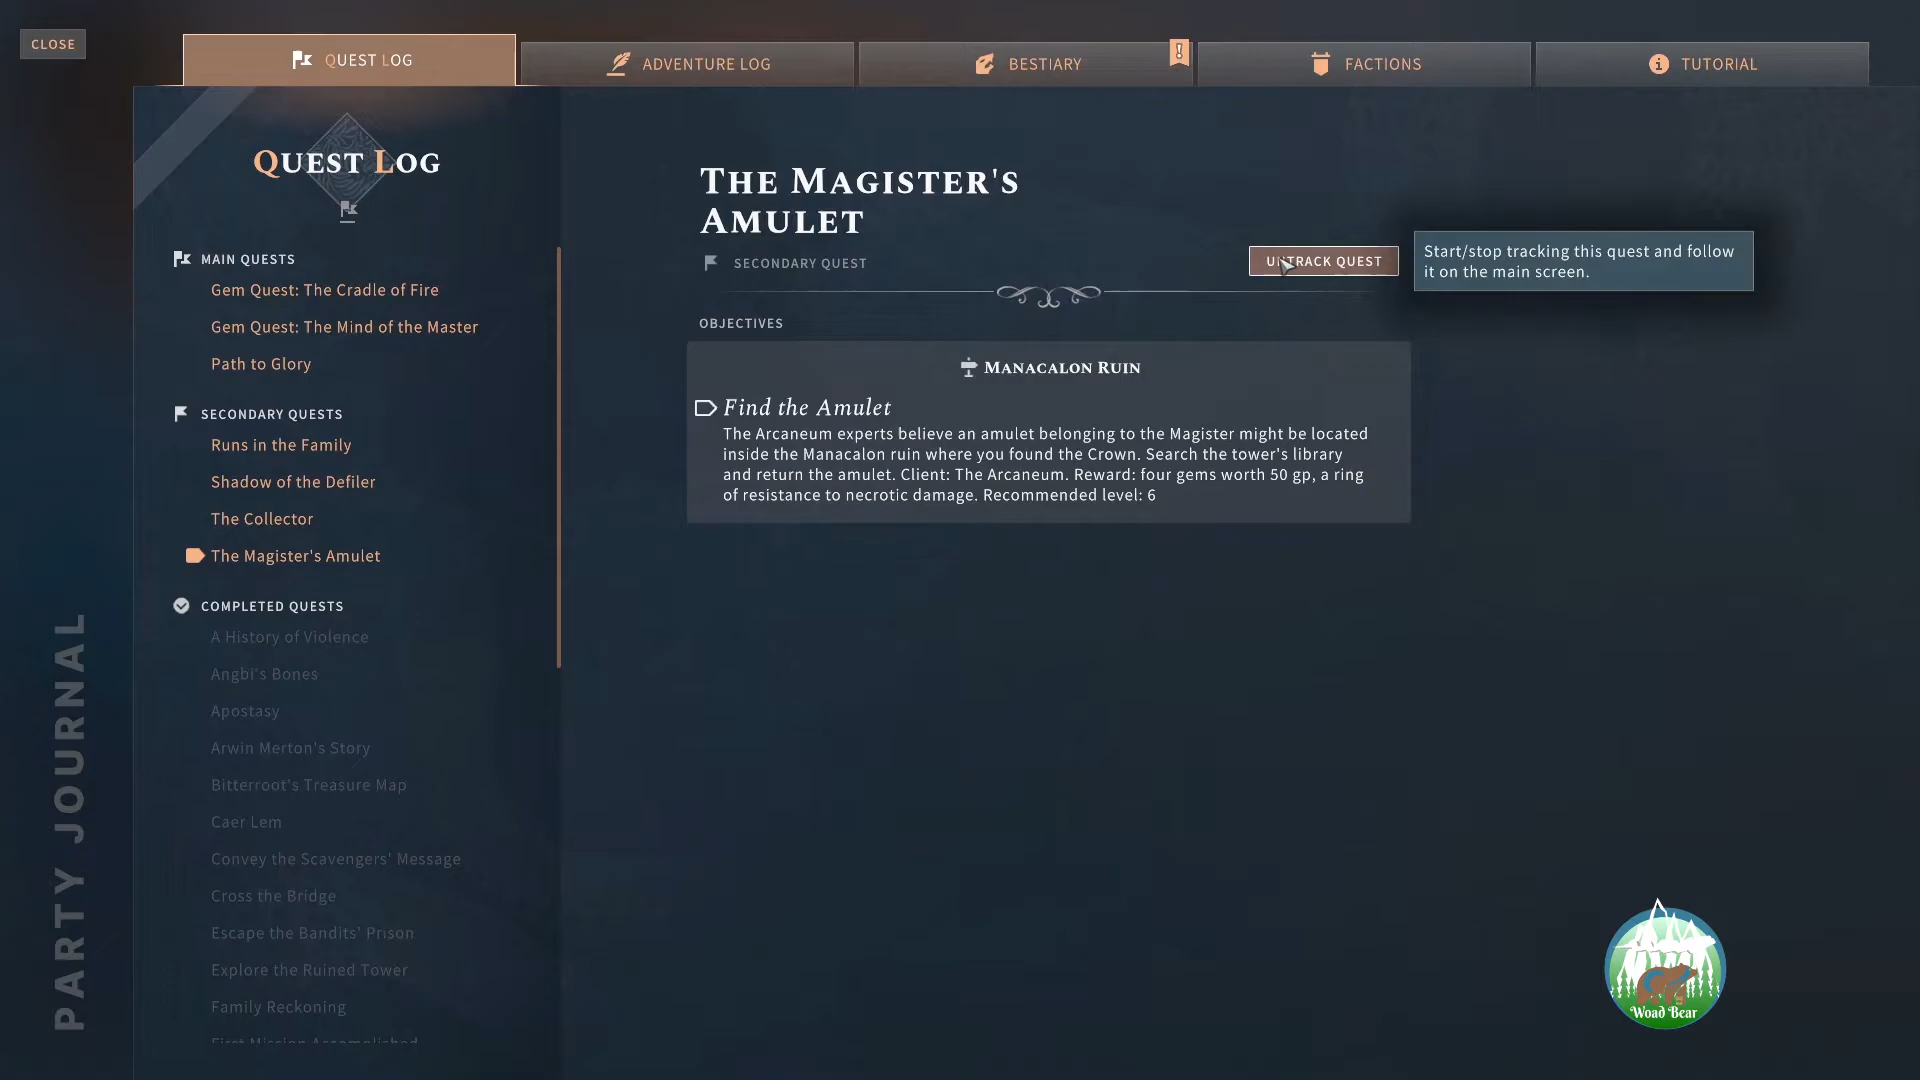 CLOSE
QUEST LOG
ADVENTURE LOG
BESTIARY
FACTIONS
TUTORIAL
QUEST LOG
MAIN QUESTS
Gem Quest: The Cradle of Fire
Gem Quest: The Mind of the Master
Path to Glory
SECONDARY QUESTS
Runs in the Family
Shadow of the Defiler
The Collector
The Magister's Amulet
COMPLETED QUESTS
A History of Violence
Angbi's Bones
Apostasy
Arwin Merton's Story
Bitterroot's Treasure Map
Caer Lem
Convey the Scavengers' Message
Cross the Bridge
Escape the Bandits' Prison
Explore the Ruined Tower
Family Reckoning
First Mission Accomplished
PARTY JOURNAL
THE MAGISTER'S
AMULET
SECONDARY QUEST
UNTRACK QUEST
Start/stop tracking this quest and follow
it on the main screen.
OBJECTIVES
MANACALON RUIN
Find the Amulet
The Arcaneum experts believe an amulet belonging to the Magister might be located
inside the Manacalon ruin where you found the Crown. Search the tower's library
and return the amulet. Client: The Arcaneum. Reward: four gems worth 50 gp, a ring
of resistance to necrotic damage. Recommended level: 6
Woad Bear